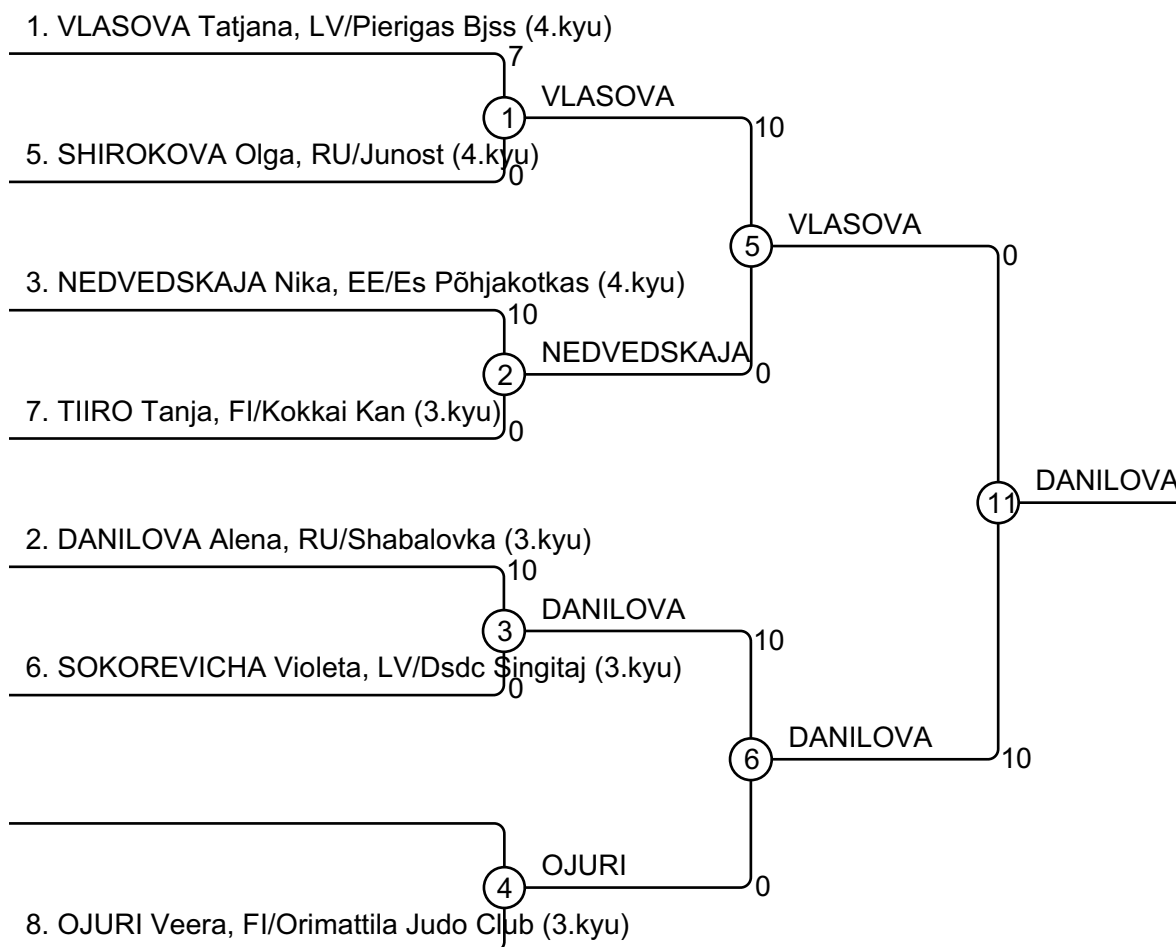 1. VLASOVA Tatjana, LV/Pierigas Bjss (4.kyu)
7
1
VLASOVA
10
5. SHIROKOVA Olga, RU/Junost (4.kyu)
0
5
VLASOVA
0
3. NEDVEDSKAJA Nika, EE/Es Põhjakotkas (4.kyu)
10
2
NEDVEDSKAJA
0
7. TIIRO Tanja, FI/Kokkai Kan (3.kyu)
0
11
DANILOVA
2. DANILOVA Alena, RU/Shabalovka (3.kyu)
10
3
DANILOVA
10
6. SOKOREVICHA Violeta, LV/Dsdc Singitaj (3.kyu)
0
6
DANILOVA
10
4
OJURI
0
8. OJURI Veera, FI/Orimattila Judo Club (3.kyu)